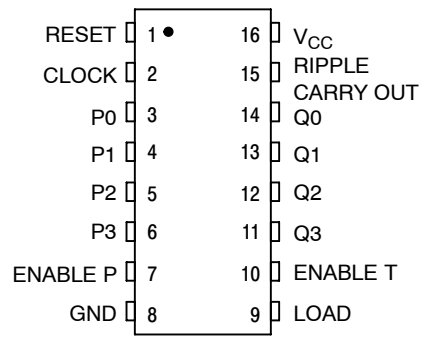 RESET 1 16 VCC
CLOCK 2 15 RIPPLE
CARRY OUT
P0 3 14 Q0
P1 4 13 Q1
P2 5 12 Q2
P3 6 11 Q3
ENABLE P 7 10 ENABLE T
GND 8 9 LOAD